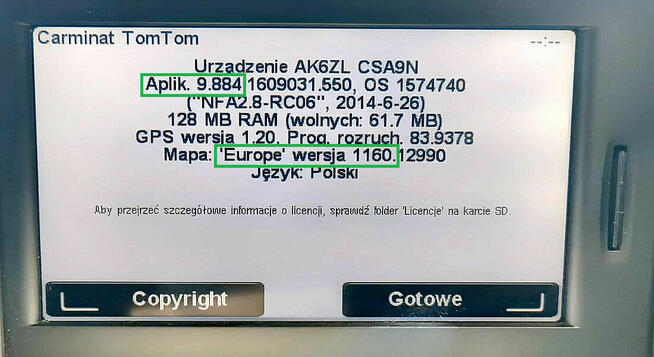 Carminat TomTom
--:--
Urządzenie AK6ZL CSA9N
Aplik. 9.884.1609031.550, OS 1574740
("NFA2.8-RC06", 2014-6-26)
128 MB RAM (wolnych: 61.7 MB)
GPS wersja 1.20. Prog. rozruch. 83.9378
Mapa: 'Europe' wersja 1160.12990
Język: Polski
Aby przejrzeć szczegółowe informacje o licencji, sprawdź folder 'Licencje' na karcie SD.
Copyright
Gotowe